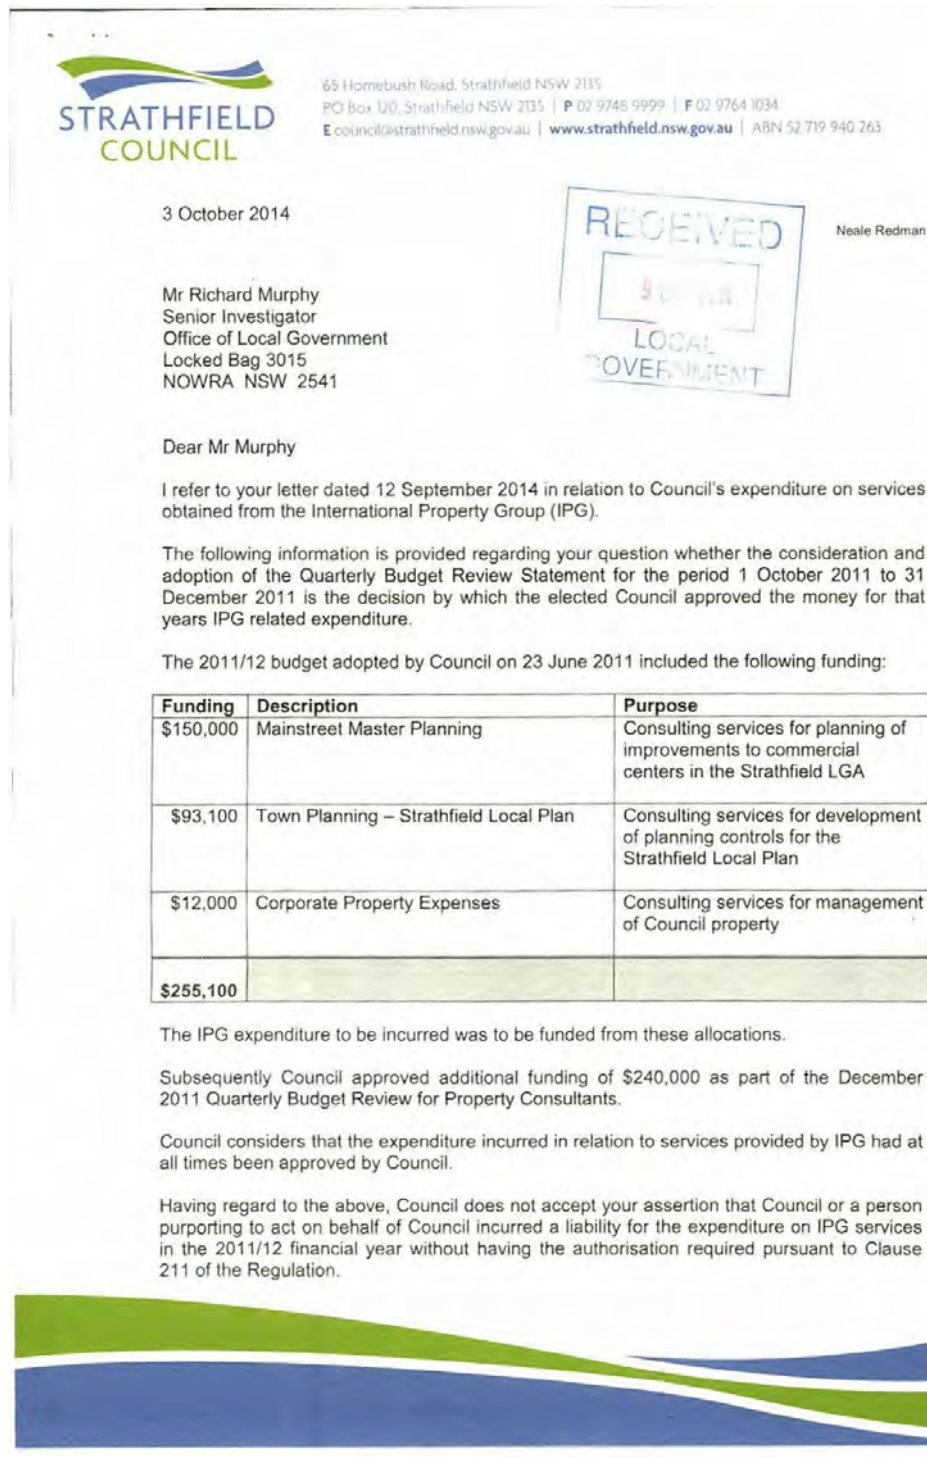 STRATHFIELD
COUNCIL
65 Homebush Road, Strathfield NSW 2135
PO Box 120, Strathfield NSW 2135 | P 02 9748 9999 | F 02 9764 1034
E council@strathfield.nsw.gov.au | www.strathfield.nsw.gov.au | ABN 52 719 940 263
3 October 2014
RECEIVED
LOCAL
GOVERNMENT
Neale Redman
Mr Richard Murphy
Senior Investigator
Office of Local Government
Locked Bag 3015
NOWRA NSW 2541
Dear Mr Murphy
I refer to your letter dated 12 September 2014 in relation to Council's expenditure on services
obtained from the International Property Group (IPG).
The following information is provided regarding your question whether the consideration and
adoption of the Quarterly Budget Review Statement for the period 1 October 2011 to 31
December 2011 is the decision by which the elected Council approved the money for that
years IPG related expenditure.
The 2011/12 budget adopted by Council on 23 June 2011 included the following funding:
Funding Description Purpose
$150,000 Mainstreet Master Planning Consulting services for planning of
improvements to commercial
centers in the Strathfield LGA
$93,100 Town Planning – Strathfield Local Plan Consulting services for development
of planning controls for the
Strathfield Local Plan
$12,000 Corporate Property Expenses Consulting services for management
of Council property
$255,100
The IPG expenditure to be incurred was to be funded from these allocations.
Subsequently Council approved additional funding of $240,000 as part of the December
2011 Quarterly Budget Review for Property Consultants.
Council considers that the expenditure incurred in relation to services provided by IPG had at
all times been approved by Council.
Having regard to the above, Council does not accept your assertion that Council or a person
purporting to act on behalf of Council incurred a liability for the expenditure on IPG services
in the 2011/12 financial year without having the authorisation required pursuant to Clause
211 of the Regulation.